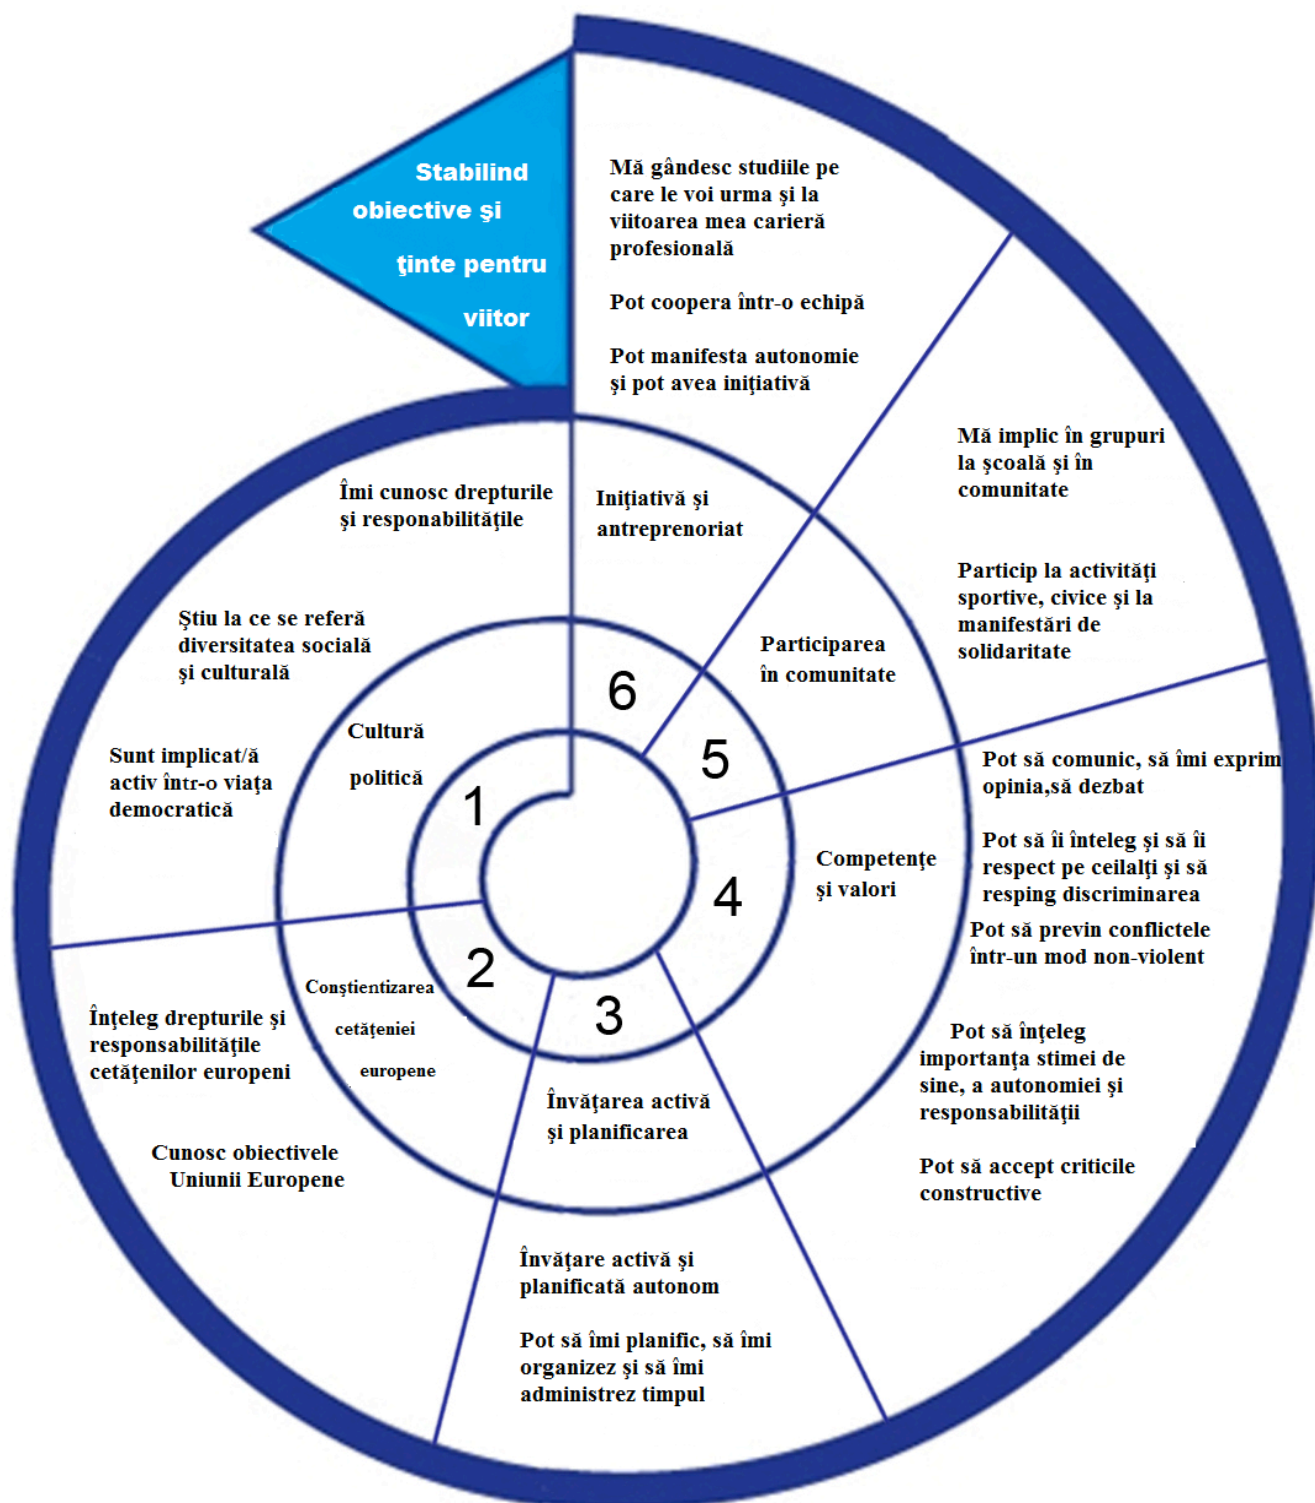 Stabilind
obiective şi
ţinte pentru
viitor
Mă gândesc studiile pe
care le voi urma şi la
viitoarea mea carieră
profesională
Pot coopera într-o echipă
Pot manifesta autonomie
şi pot avea iniţiativă
Iniţiativă şi
antreprenoriat
6
Mă implic în grupuri
la şcoală şi în
comunitate
Particip la activităţi
sportive, civice şi la
manifestări de
solidaritate
Participarea
în comunitate
5
Pot să comunic, să îmi exprim
opinia,să dezbat
Pot să îi înteleg şi să îi
respect pe ceilalţi şi să
resping discriminarea
Pot să previn conflictele
într-un mod non-violent
Pot să înţeleg
importanţa stimei de
sine, a autonomiei şi
responsabilităţii
Pot să accept criticile
constructive
Competenţe
şi valori
4
Învăţarea activă
şi planificarea
3
Învăţare activă şi
planificată autonom
Pot să îmi planific, să îmi
organizez şi să îmi
administrez timpul
Conştientizarea
cetăţeniei
europene
2
Înţeleg drepturile şi
responsabilităţile
cetăţenilor europeni
Cunosc obiectivele
Uniunii Europene
Cultură
politică
1
Îmi cunosc drepturile
şi responabilităţile
Ştiu la ce se referă
diversitatea socială
şi culturală
Sunt implicat/ă
activ într-o viaţa
democratică